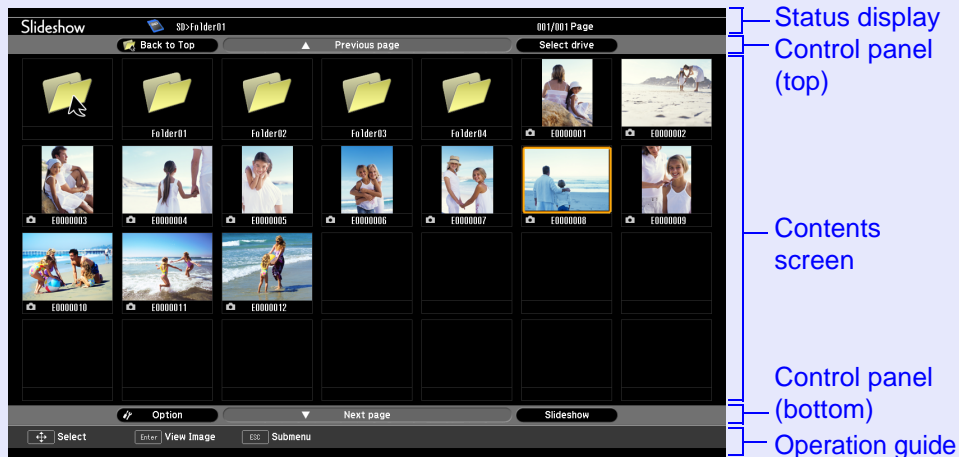 Slideshow SD>Folder01 001/001 Page
Back to Top ▲ Previous page Select drive
Folder01 Folder02 Folder03 Folder04 E0000001 E0000002
E0000003 E0000004 E0000005 E0000006 E0000007 E0000008 E0000009
E0000010 E0000011 E0000012
Option ▼ Next page Slideshow
Select Enter View Image ESC Submenu
Status display
Control panel
(top)
Contents
screen
Control panel
(bottom)
Operation guide